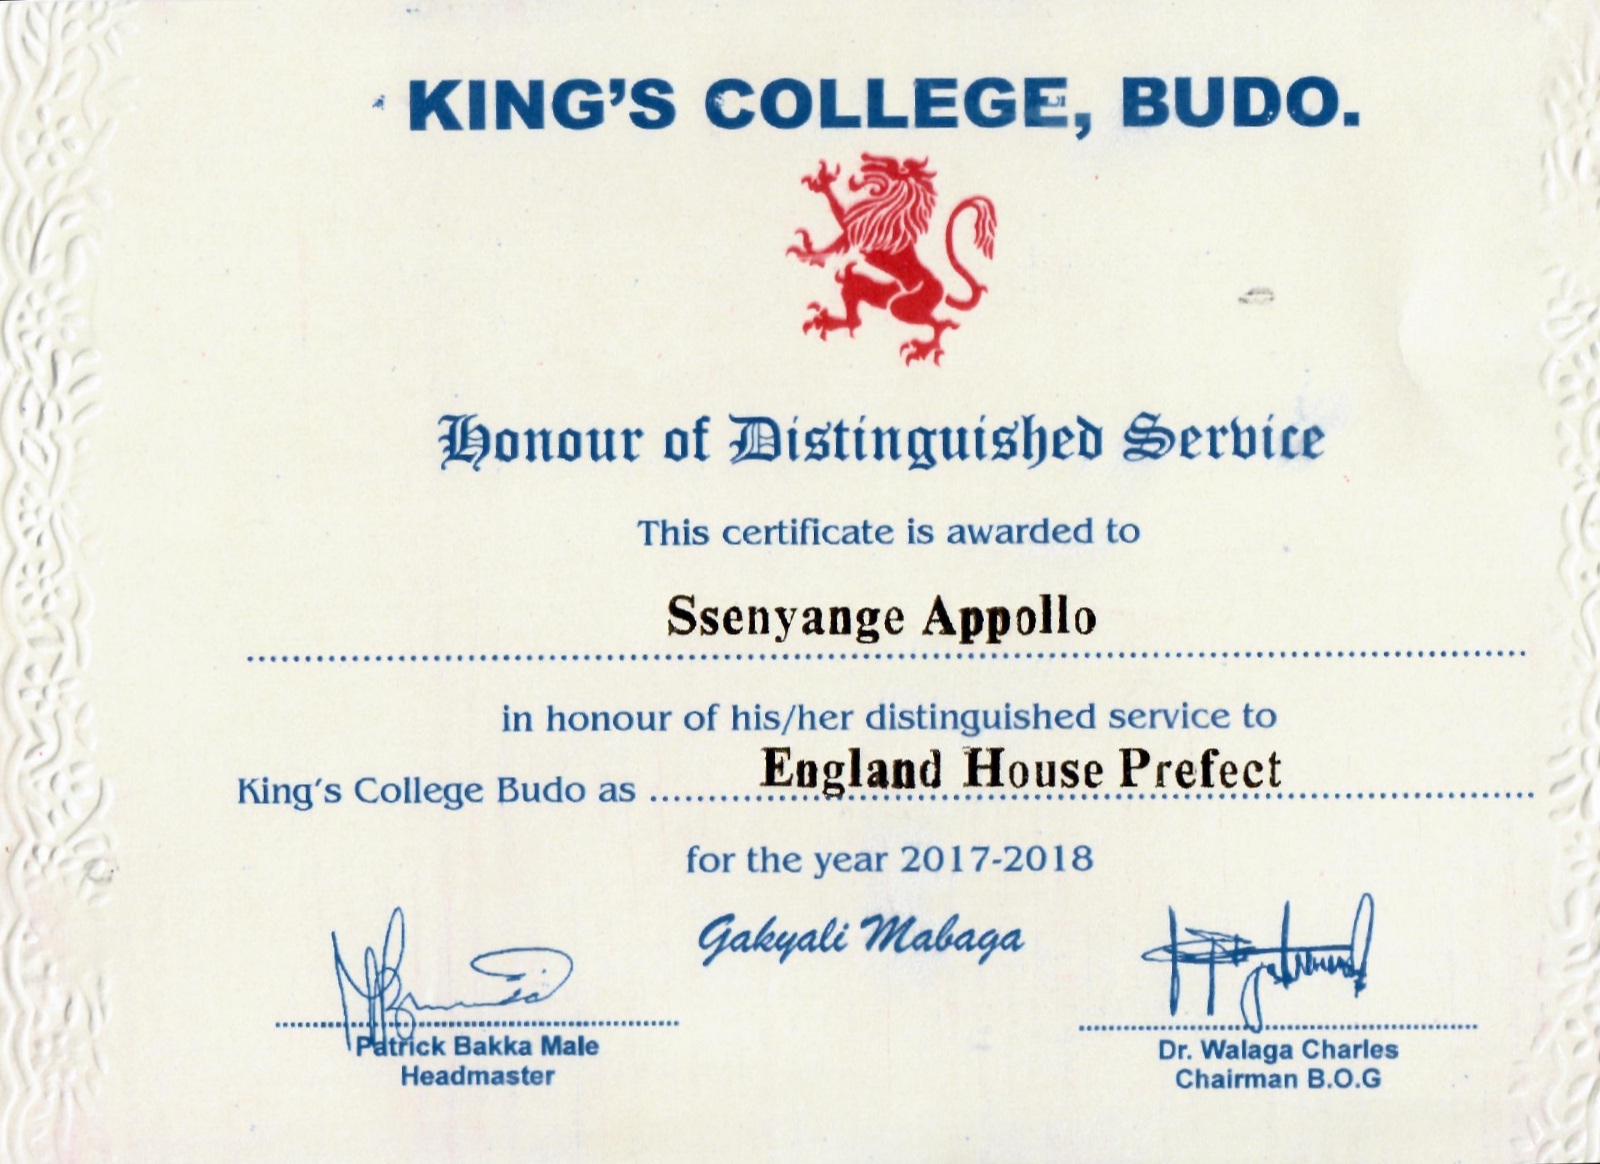 KING'S COLLEGE, BUDO.
Honour of Distinguished Service
This certificate is awarded to
Ssenyange Appollo
in honour of his/her distinguished service to
King's College Budo as England House Prefect
for the year 2017-2018
Gakyali Mabaga
Patrick Bakka Male
Headmaster
Dr. Walaga Charles
Chairman B.O.G